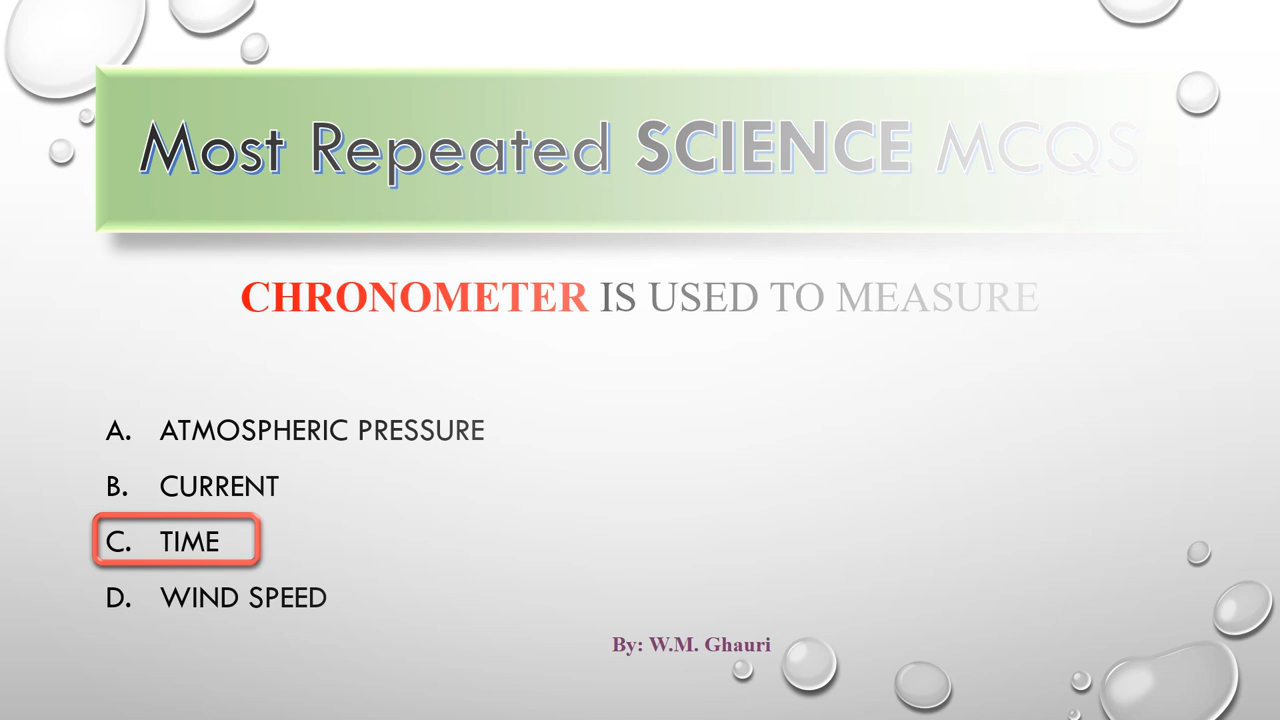 Most Repeated SCIENCE MCQS
CHRONOMETER IS USED TO MEASURE
A. ATMOSPHERIC PRESSURE
B. CURRENT
C. TIME
D. WIND SPEED
By: W.M. Ghauri